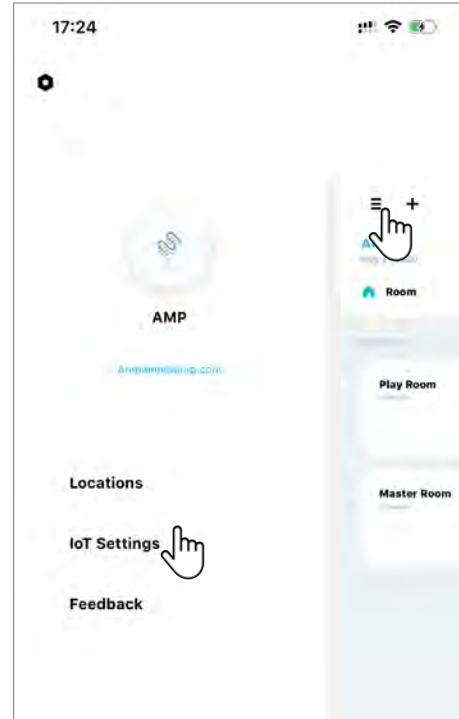 17:24
AMP
Locations
IoT Settings
Feedback
Room
Play Room
Master Room